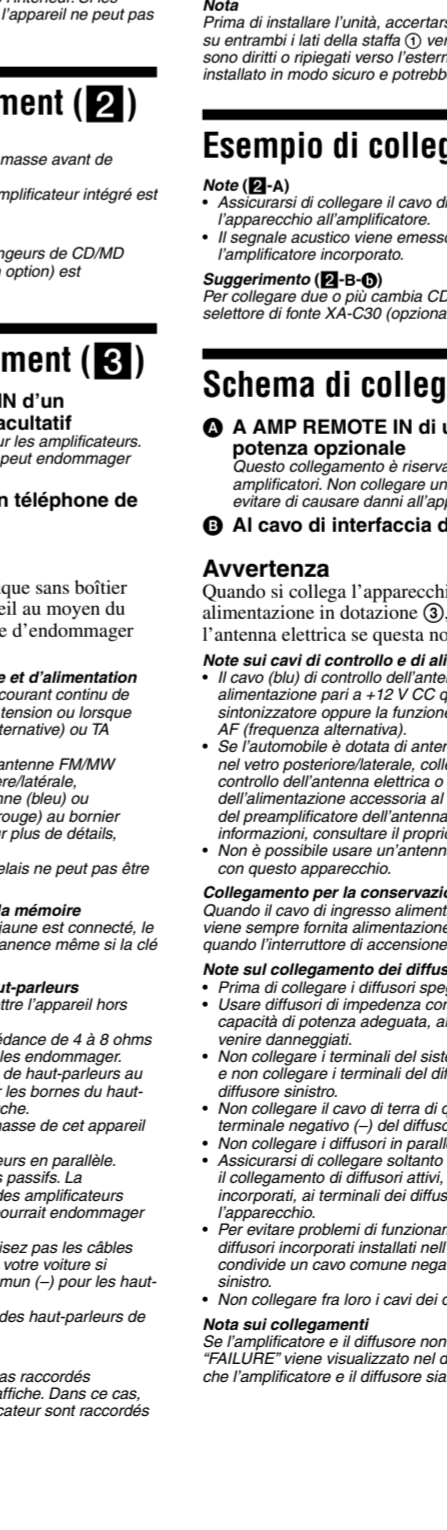 l'appareil ne peut pas
ment (2)
masse avant de
mplificateur intégré est
ngeurs de CD/MD
option) est
ment (3)
IN d'un
acultatif
ur les amplificateurs.
peut endommager
n téléphone de
que sans boîtier
eil au moyen du
e d'endommager
e et d'alimentation
courant continu de
tension ou lorsque
ternative) ou TA
antenne FM/MW
ère/latérale,
nne (bleu) ou
rouge) au bornier
r plus de détails,
elais ne peut pas être
la mémoire
jaune est connecté, le
anence même si la clé
ut-parleurs
ttre l'appareil hors
édance de 4 à 8 ohms
les endommager.
de haut-parleurs au
r les bornes du haut-
che.
masse de cet appareil
eurs en parallèle.
s passifs. La
des amplificateurs
ourrait endommager
isez pas les câbles
votre voiture si
mun (–) pour les haut-
des haut-parleurs de
as raccordés
affiche. Dans ce cas,
cateur sont raccordés
Nota
Prima di installare l'unità, accertars
su entrambi i lati della staffa ① ven
sono diritti o ripiegati verso l'estern
installato in modo sicuro e potrebb
Esempio di colleg
Note (2-A)
• Assicurarsi di collegare il cavo di
l'apparecchio all'amplificatore.
• Il segnale acustico viene emesso
l'amplificatore incorporato.
Suggerimento (2-B-ⓑ)
Per collegare due o più cambia CD
selettore di fonte XA-C30 (opziona
Schema di colleg
Ⓐ A AMP REMOTE IN di u
potenza opzionale
Questo collegamento è riserva
amplificatori. Non collegare un
evitare di causare danni all'app
Ⓑ Al cavo di interfaccia d
Avvertenza
Quando si collega l'apparecchi
alimentazione in dotazione ③,
l'antenna elettrica se questa no
Note sui cavi di controllo e di ali
• Il cavo (blu) di controllo dell'anten
alimentazione pari a +12 V CC q
sintonizzatore oppure la funzione
AF (frequenza alternativa).
• Se l'automobile è dotata di anten
nel vetro posteriore/laterale, colle
controllo dell'antenna elettrica o
dell'alimentazione accessoria al
del preamplificatore dell'antenna
informazioni, consultare il proprio
• Non è possibile usare un'antenna
con questo apparecchio.
Collegamento per la conservazio
Quando il cavo di ingresso aliment
viene sempre fornita alimentazione
quando l'interruttore di accensione
Note sul collegamento dei diffus
• Prima di collegare i diffusori speg
• Usare diffusori di impedenza com
capacità di potenza adeguata, al
venire danneggiati.
• Non collegare i terminali del siste
e non collegare i terminali del dif
diffusore sinistro.
• Non collegare il cavo di terra di q
terminale negativo (–) del diffuso
• Non collegare i diffusori in paralle
• Assicurarsi di collegare soltanto
il collegamento di diffusori attivi,
incorporati, ai terminali dei diffus
l'apparecchio.
• Per evitare problemi di funzionam
diffusori incorporati installati nell'
condivide un cavo comune nega
sinistro.
• Non collegare fra loro i cavi dei d
Nota sui collegamenti
Se l'amplificatore e il diffusore non
"FAILURE" viene visualizzato nel d
che l'amplificatore e il diffusore sia